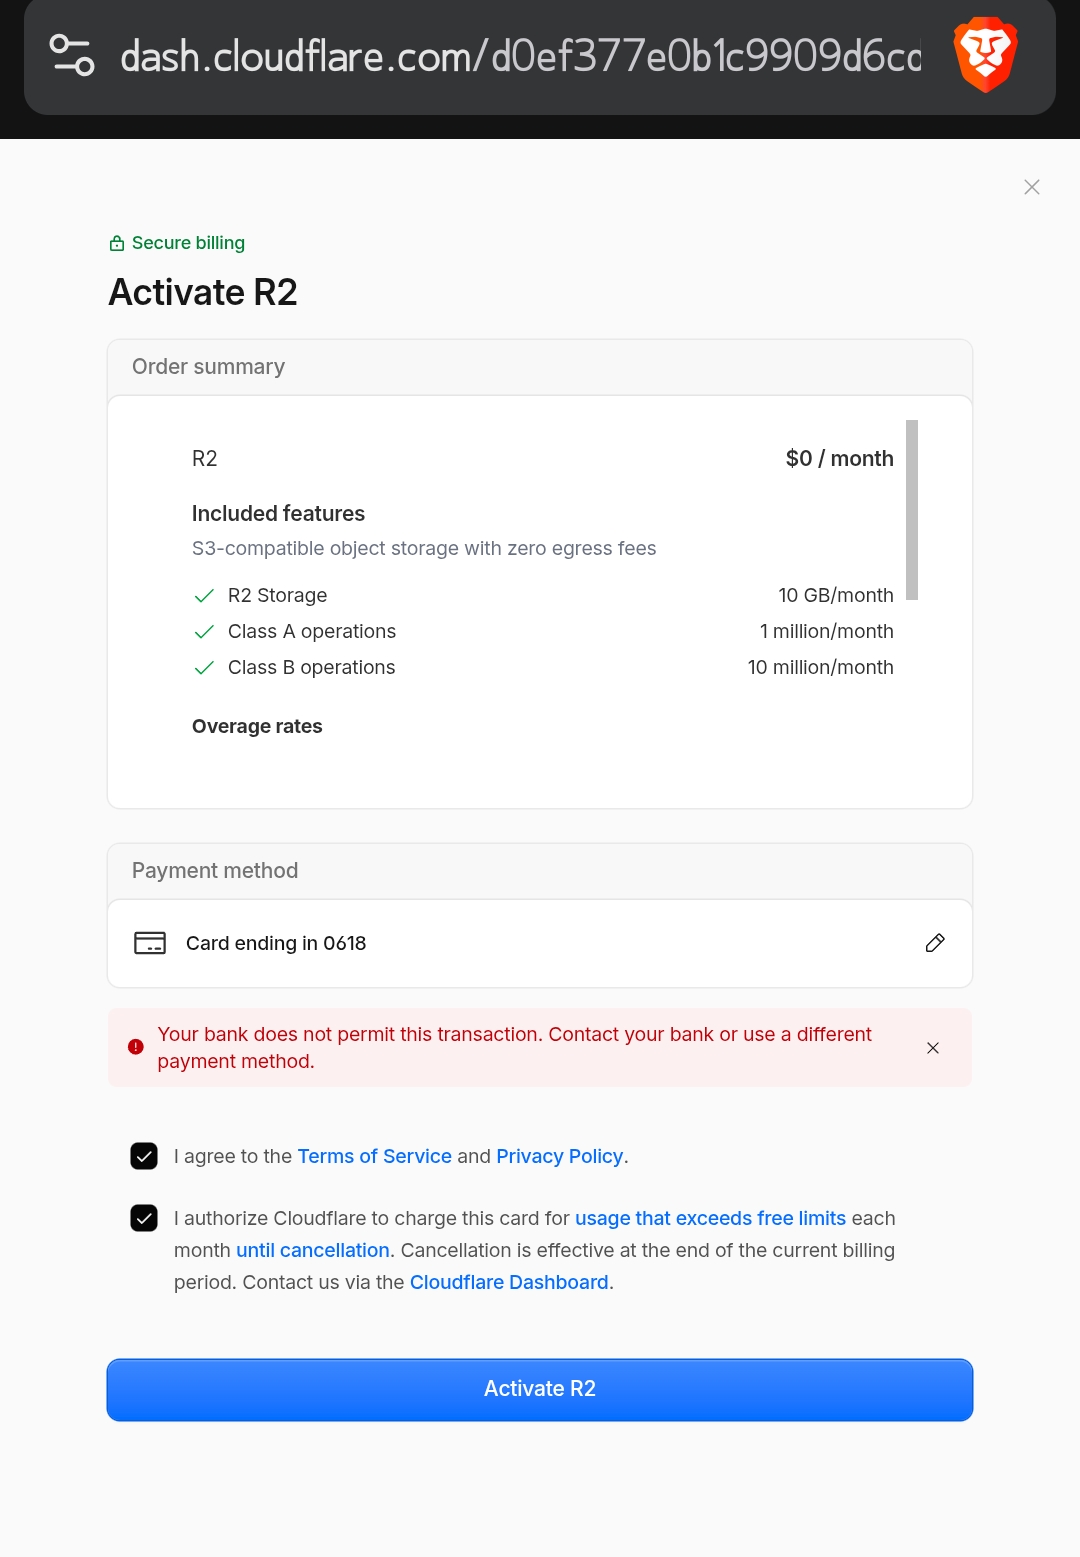 dash.cloudflare.com/d0ef377e0b1c9909d6cd
Secure billing
Activate R2
Order summary
R2 $0 / month
Included features
S3-compatible object storage with zero egress fees
R2 Storage 10 GB/month
Class A operations 1 million/month
Class B operations 10 million/month
Overage rates
Payment method
Card ending in 0618
Your bank does not permit this transaction. Contact your bank or use a different
payment method.
I agree to the Terms of Service and Privacy Policy.
I authorize Cloudflare to charge this card for usage that exceeds free limits each
month until cancellation. Cancellation is effective at the end of the current billing
period. Contact us via the Cloudflare Dashboard.
Activate R2